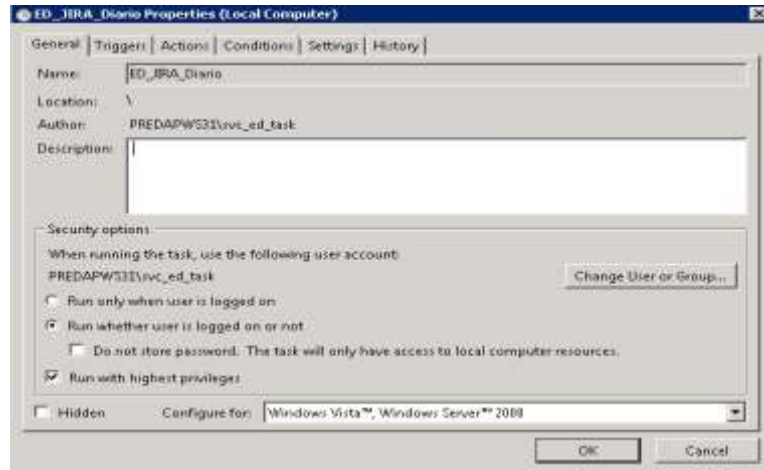 ED_JIRA_Diario Properties (Local Computer)
General Triggers Actions Conditions Settings History
Name: ED_JIRA_Diario
Location: \
Author: PREDAPWS31\svc_ed_task
Description:
Security options
When running the task, use the following user account:
PREDAPWS31\svc_ed_task Change User or Group...
Run only when user is logged on
Run whether user is logged on or not
Do not store password. The task will only have access to local computer resources.
Run with highest privileges
Hidden Configure for: Windows Vista™, Windows Server™ 2008
OK Cancel